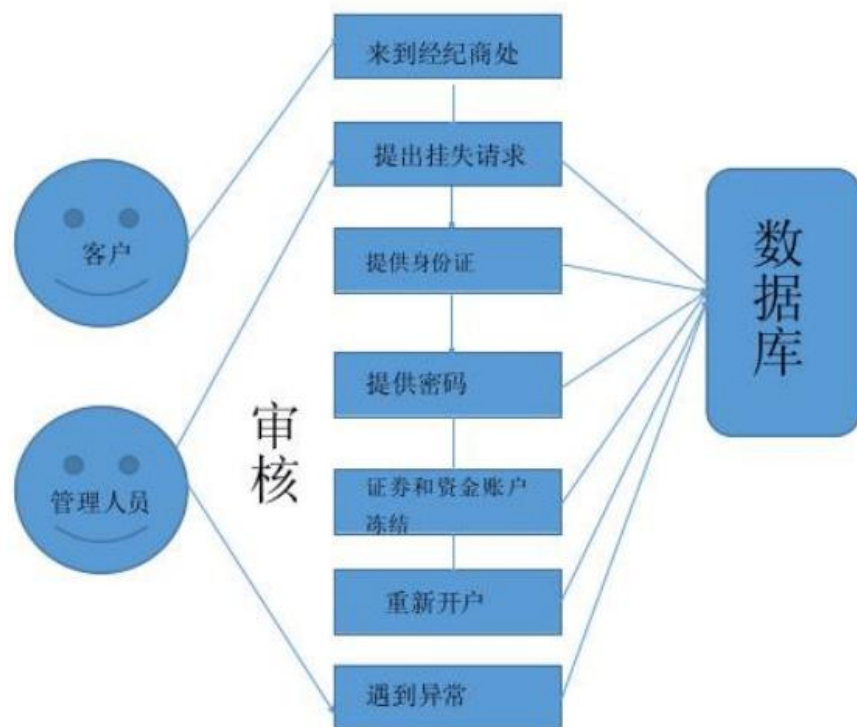 来到经纪商处
提出挂失请求
客户
提供身份证
数据库
提供密码
审核
管理人员
证券和资金账户
冻结
重新开户
遇到异常